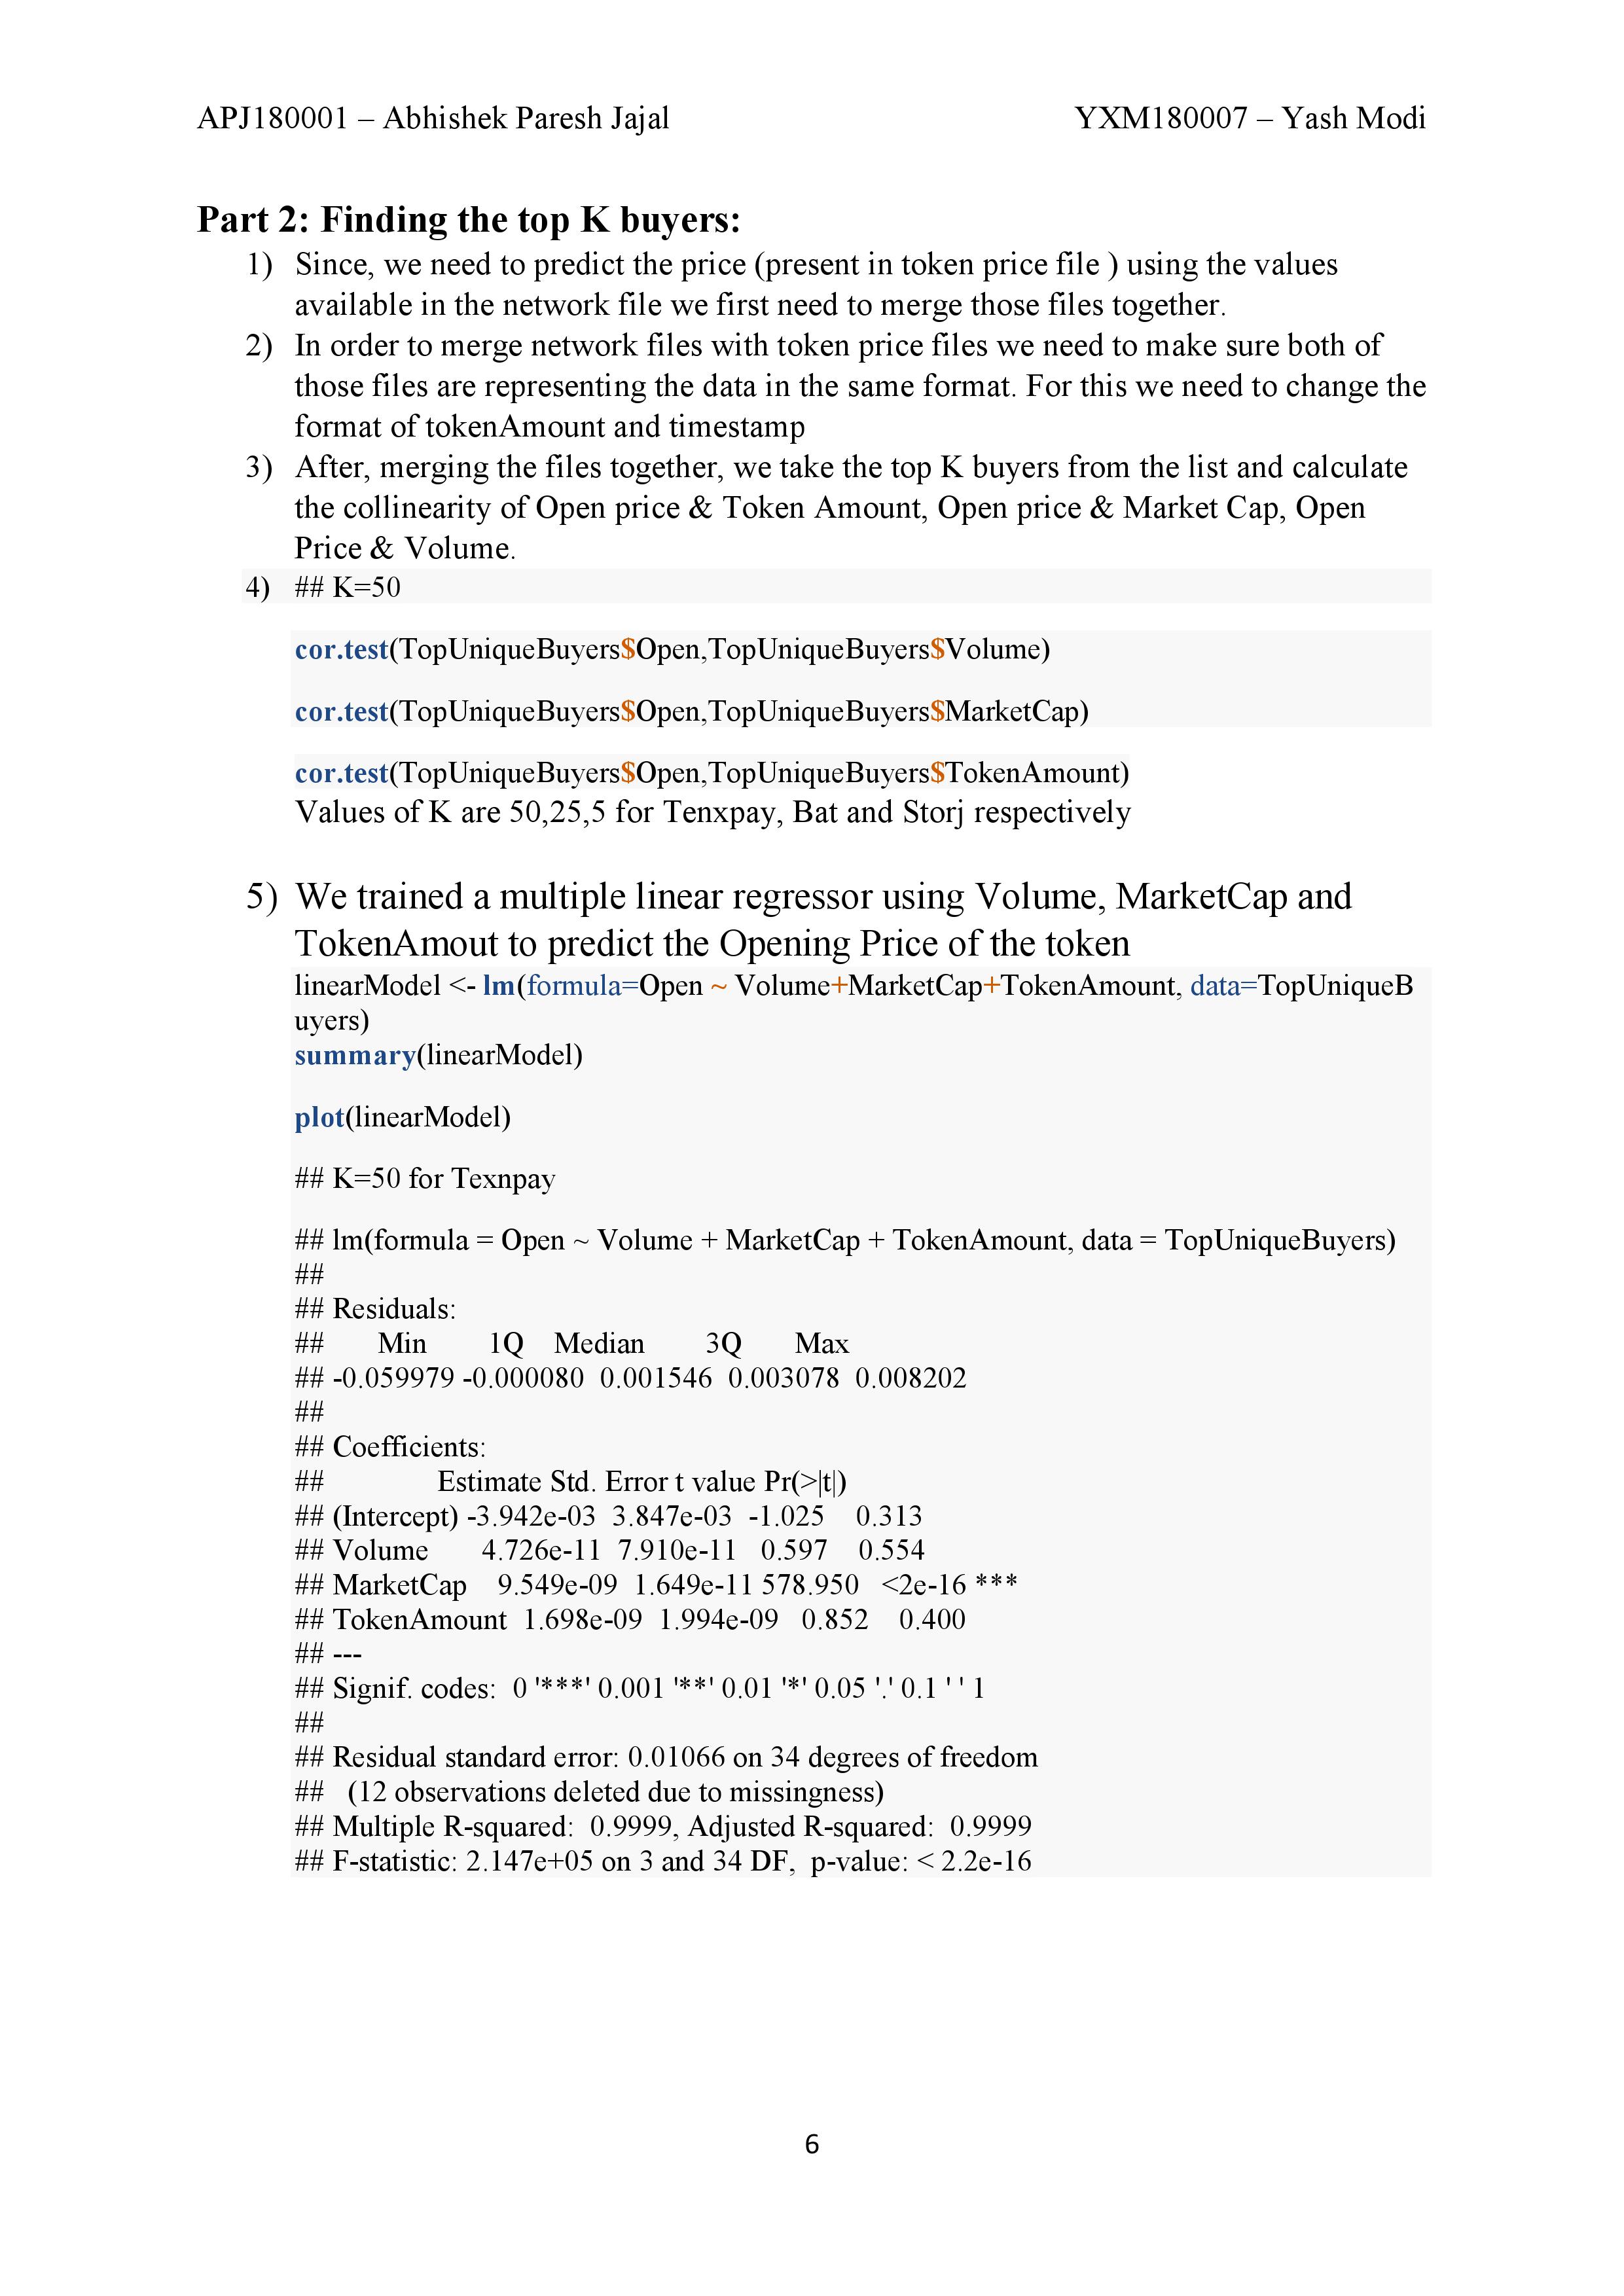 APJ180001 – Abhishek Paresh Jajal YXM180007 – Yash Modi
Part 2: Finding the top K buyers:
1) Since, we need to predict the price (present in token price file ) using the values
available in the network file we first need to merge those files together.
2) In order to merge network files with token price files we need to make sure both of
those files are representing the data in the same format. For this we need to change the
format of tokenAmount and timestamp
3) After, merging the files together, we take the top K buyers from the list and calculate
the collinearity of Open price & Token Amount, Open price & Market Cap, Open
Price & Volume.
4) ## K=50
cor.test(TopUniqueBuyers$Open,TopUniqueBuyers$Volume)
cor.test(TopUniqueBuyers$Open,TopUniqueBuyers$MarketCap)
cor.test(TopUniqueBuyers$Open,TopUniqueBuyers$TokenAmount)
Values of K are 50,25,5 for Tenxpay, Bat and Storj respectively
5) We trained a multiple linear regressor using Volume, MarketCap and
TokenAmout to predict the Opening Price of the token
linearModel <- lm(formula=Open ~ Volume+MarketCap+TokenAmount, data=TopUniqueB
uyers)
summary(linearModel)
plot(linearModel)
## K=50 for Texnpay
## lm(formula = Open ~ Volume + MarketCap + TokenAmount, data = TopUniqueBuyers)
##
## Residuals:
## Min 1Q Median 3Q Max
## -0.059979 -0.000080 0.001546 0.003078 0.008202
##
## Coefficients:
## Estimate Std. Error t value Pr(>|t|)
## (Intercept) -3.942e-03 3.847e-03 -1.025 0.313
## Volume 4.726e-11 7.910e-11 0.597 0.554
## MarketCap 9.549e-09 1.649e-11 578.950 <2e-16 ***
## TokenAmount 1.698e-09 1.994e-09 0.852 0.400
## ---
## Signif. codes: 0 '***' 0.001 '**' 0.01 '*' 0.05 '.' 0.1 ' ' 1
##
## Residual standard error: 0.01066 on 34 degrees of freedom
## (12 observations deleted due to missingness)
## Multiple R-squared: 0.9999, Adjusted R-squared: 0.9999
## F-statistic: 2.147e+05 on 3 and 34 DF, p-value: < 2.2e-16
6